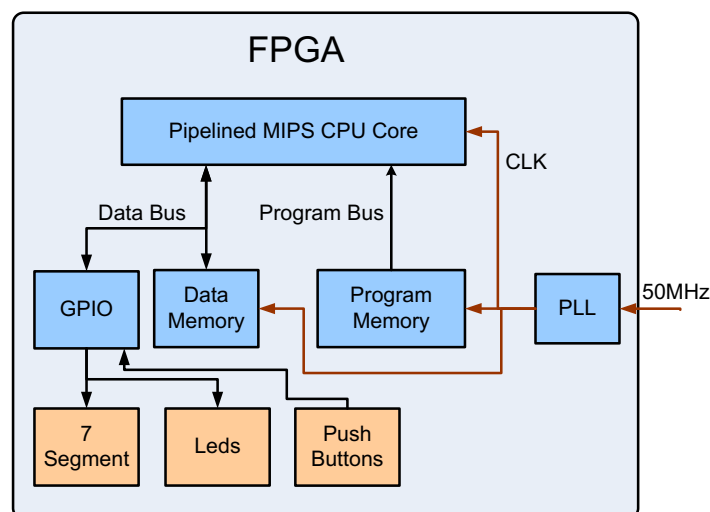 FPGA
Pipelined MIPS CPU Core
CLK
Data Bus
Program Bus
GPIO
Data
Memory
Program
Memory
PLL
50MHz
7
Segment
Leds
Push
Buttons